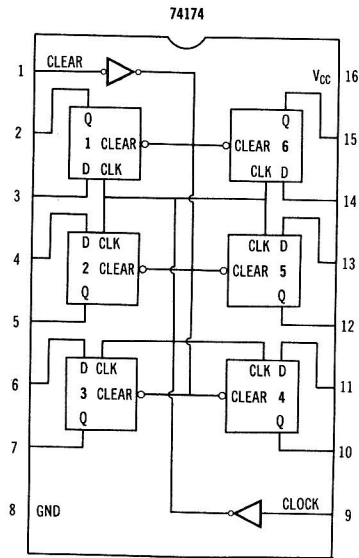 74174
1 CLEAR V_CC 16
2 Q Q 15
1 CLEAR CLEAR 6
3 D CLK CLK D 14
4 D CLK CLK D 13
2 CLEAR CLEAR 5
5 Q Q 12
6 D CLK CLK D 11
3 CLEAR CLEAR 4
7 Q Q 10
8 GND CLOCK 9